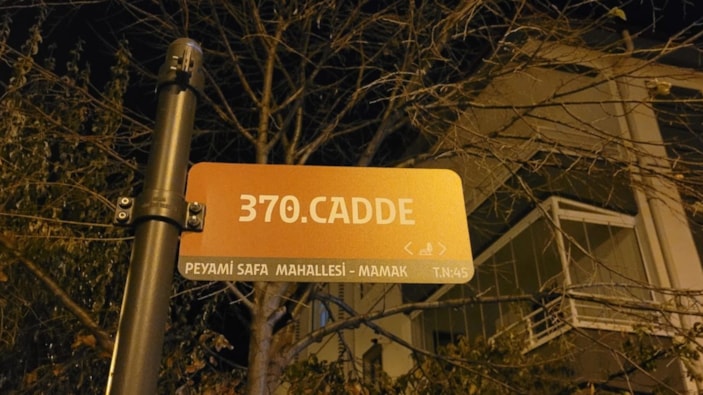 370.CADDE
PEYAMİ SAFA MAHALLESİ - MAMAK T.N:45